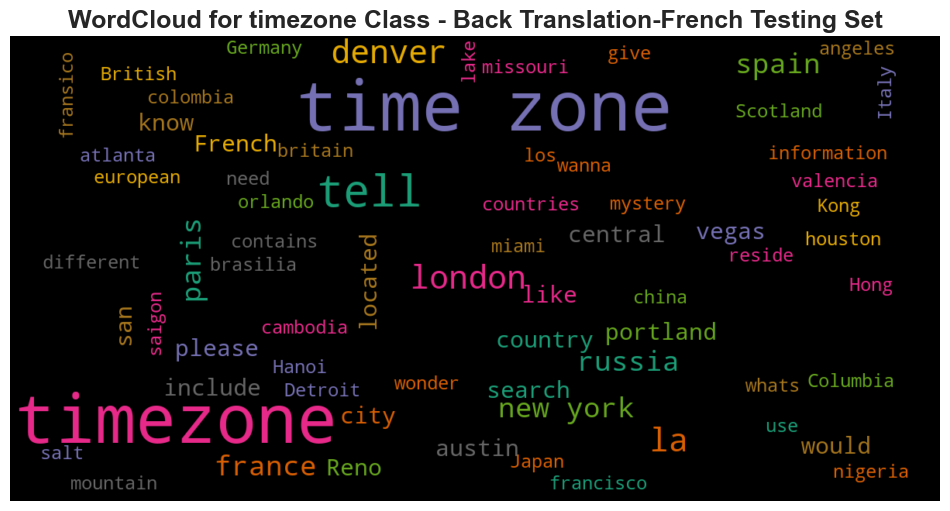 WordCloud for timezone Class - Back Translation-French Testing Set
Germany
denver
lake
missouri
give
angeles
spain
fransico
British
colombia
time zone
Italy
Scotland
know
French
britain
los
wanna
information
atlanta
european
need
tell
orlando
countries
mystery
valencia
Kong
paris
contains
located
miami
central
vegas
houston
different
brasilia
london
reside
Hong
like
china
san
saigon
cambodia
please
country
portland
russia
Hanoi
include
Detroit
wonder
search
whats
Columbia
timezone
city
new york
use
salt
austin
la
would
france
Reno
Japan
nigeria
mountain
francisco